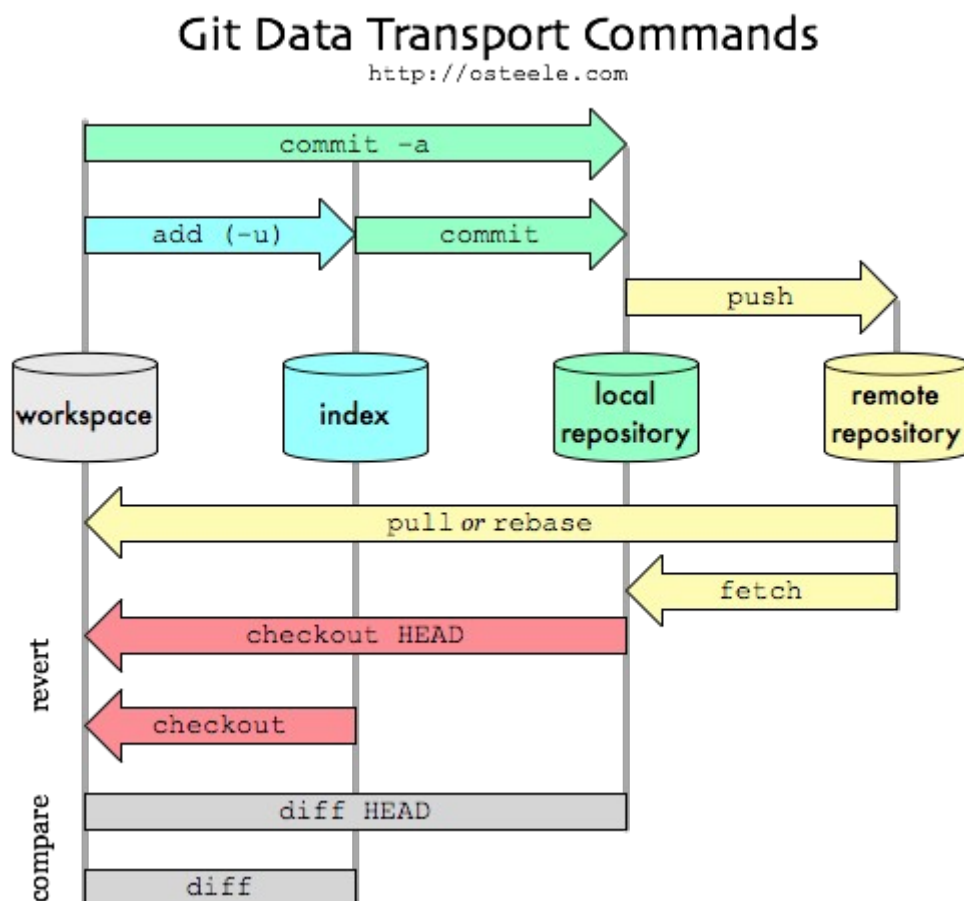 Git Data Transport Commands
http://osteele.com
commit -a
add (-u)
commit
push
workspace
index
local
repository
remote
repository
pull or rebase
fetch
revert
checkout HEAD
checkout
compare
diff HEAD
diff